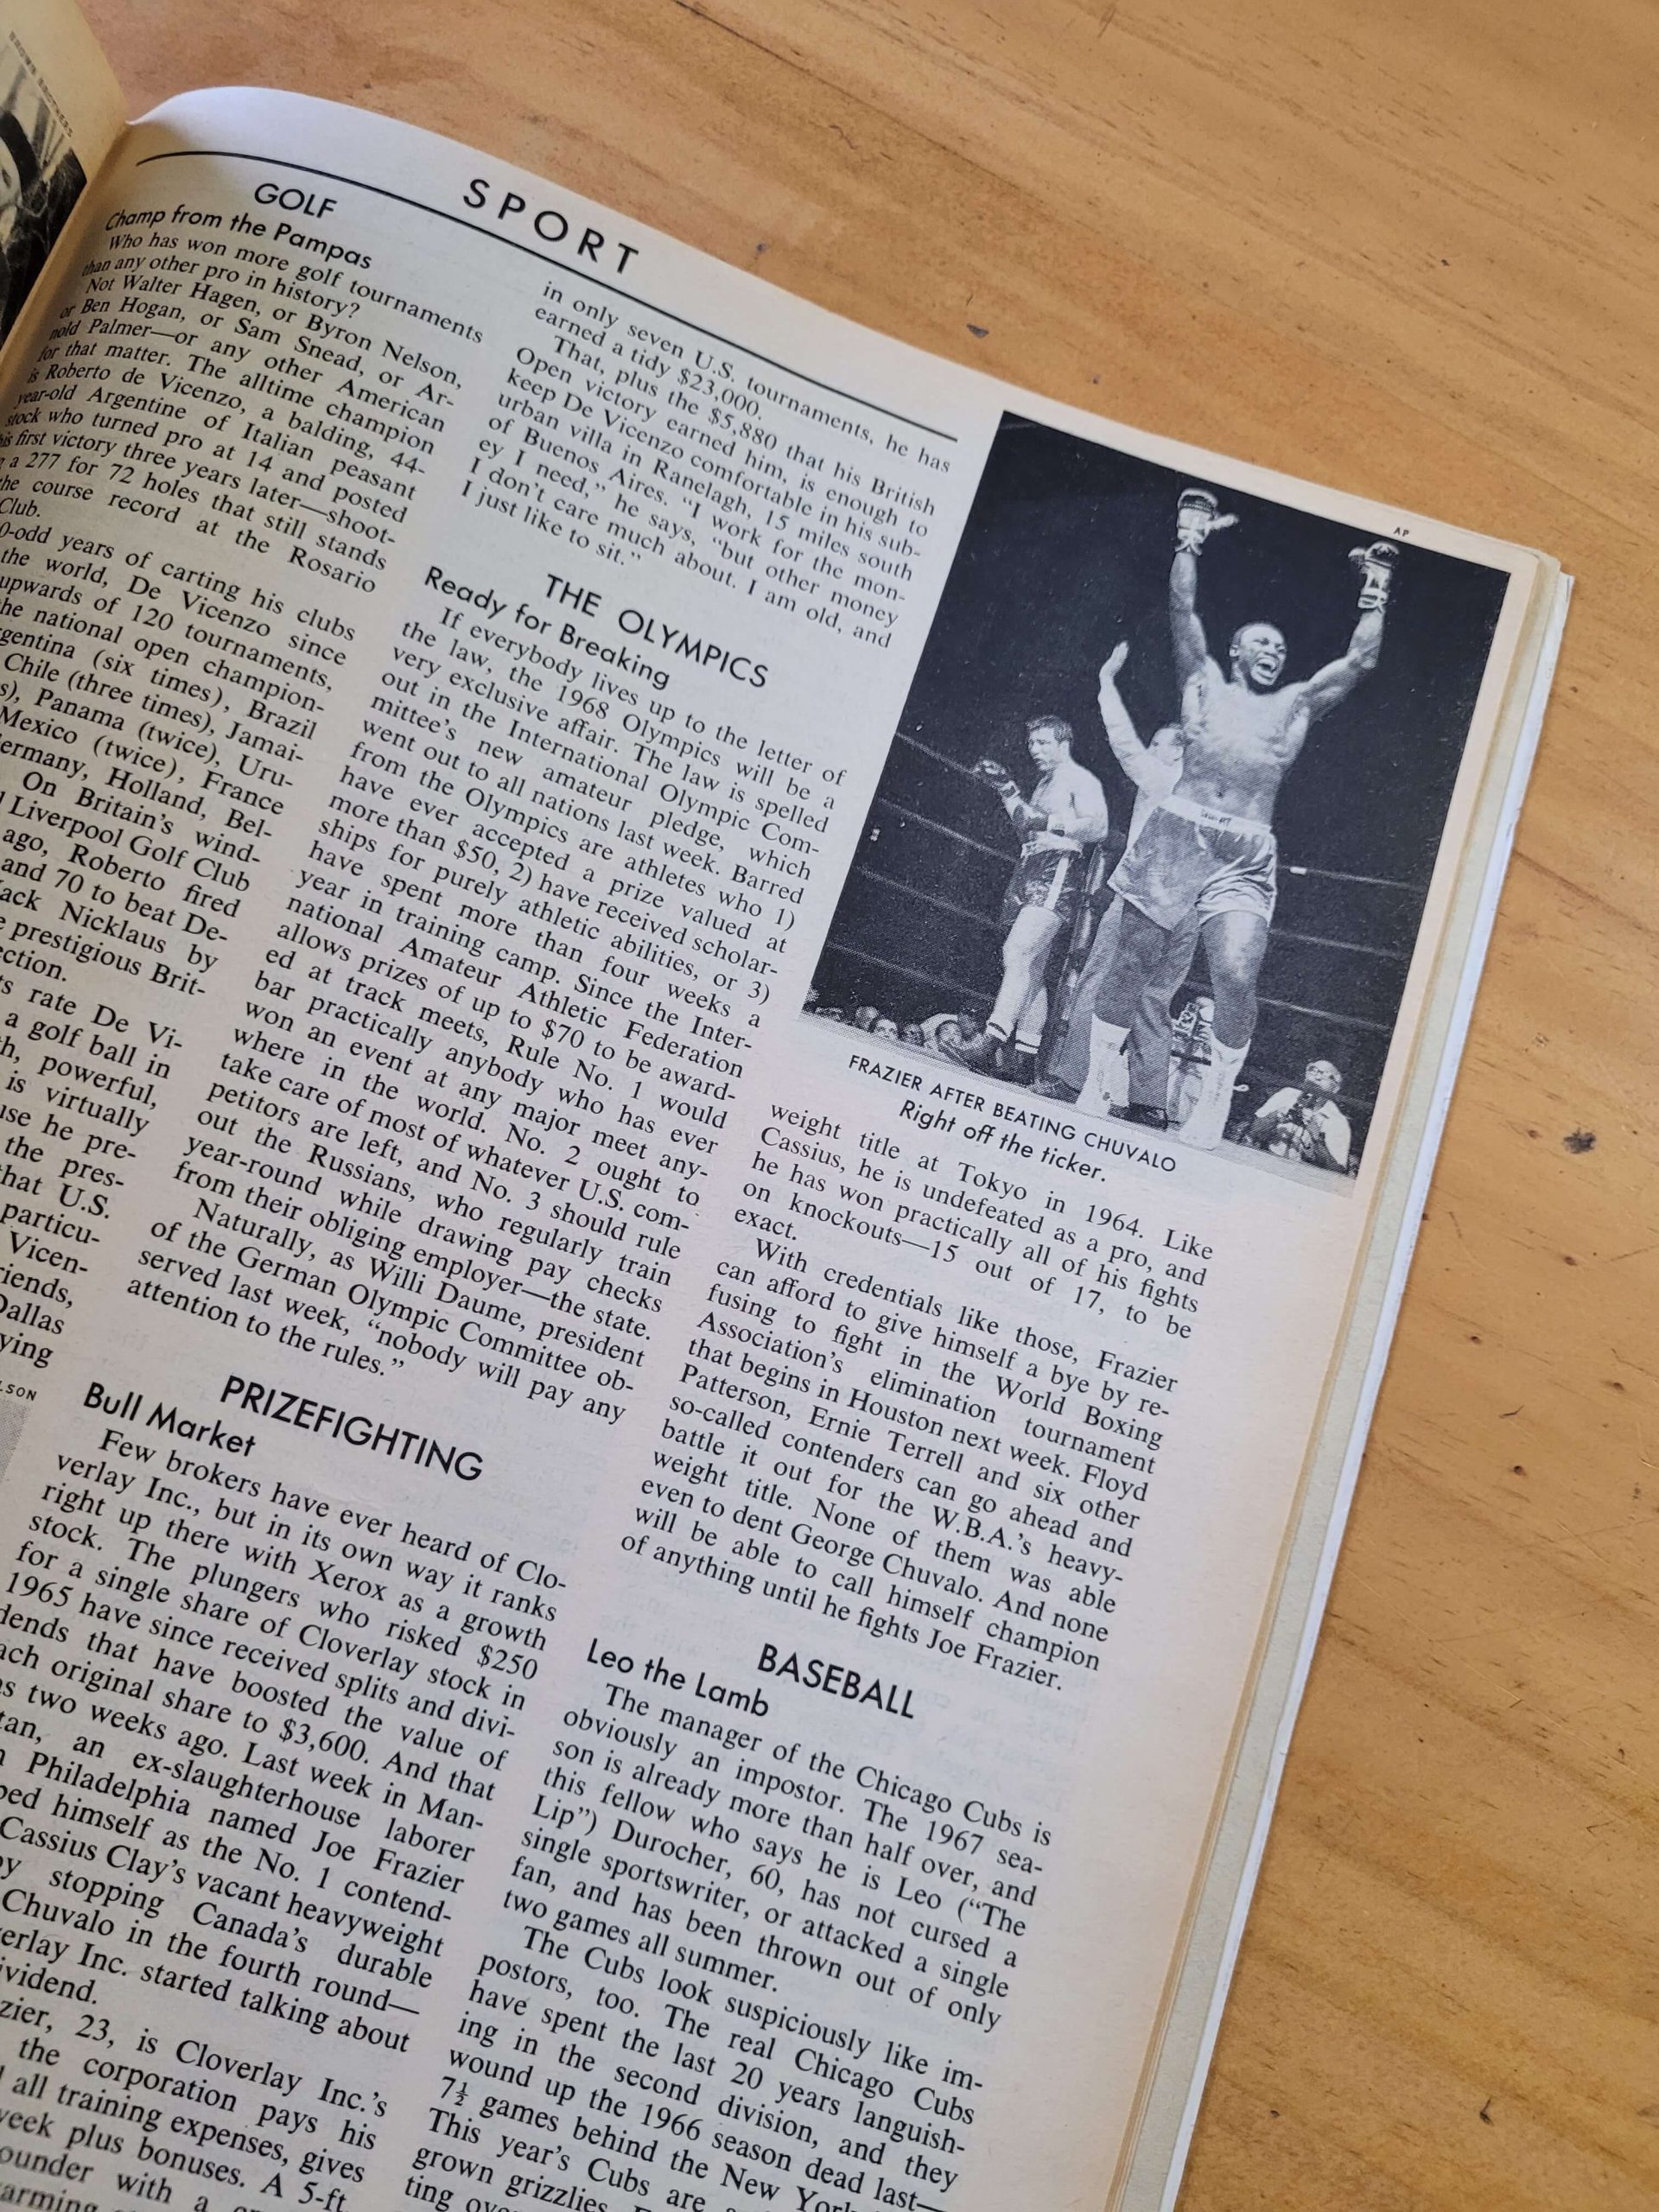 SPORT
GOLF
Champ from the Pampas
Who has won more golf tournaments
than any other pro in history?
Not Walter Hagen, or Byron Nelson,
or Ben Hogan, or Sam Snead, or Ar-
nold Palmer—or any other American
for that matter. The alltime champion
is Roberto de Vicenzo, a balding, 44-
year-old Argentine of Italian peasant
stock who turned pro at 14 and posted
his first victory three years later—shoot-
a 277 for 72 holes that still stands
the course record at the Rosario
Club.
0-odd years of carting his clubs
the world, De Vicenzo since
upwards of 120 tournaments,
the national open champion-
gentina (six times), Brazil
Chile (three times), Jamai-
s), Panama (twice), Uru-
Mexico (twice), France
ermany, Holland, Bel-
On Britain's wind-
Liverpool Golf Club
ago, Roberto fired
and 70 to beat De-
ack Nicklaus by
prestigious Brit-
ection.
ts rate De Vi-
a golf ball in
h, powerful,
is virtually
use he pre-
the pres-
hat U.S.
particu-
Vicen-
riends,
Dallas
ying
LSON
in only seven U.S. tournaments, he has
earned a tidy $23,000.
That, plus the $5,880 that his British
Open victory earned him, is enough to
keep De Vicenzo comfortable in his sub-
urban villa in Ranelagh, 15 miles south
of Buenos Aires. "I work for the mon-
ey I need," he says, "but other money
I don't care much about. I am old, and
I just like to sit."
THE OLYMPICS
Ready for Breaking
If everybody lives up to the letter of
the law, the 1968 Olympics will be a
very exclusive affair. The law is spelled
out in the International Olympic Com-
mittee's new amateur pledge, which
went out to all nations last week. Barred
from the Olympics are athletes who 1)
have ever accepted a prize valued at
more than $50, 2) have received scholar-
ships for purely athletic abilities, or 3)
have spent more than four weeks a
year in training camp. Since the Inter-
national Amateur Athletic Federation
allows prizes of up to $70 to be award-
ed at track meets, Rule No. 1 would
bar practically anybody who has ever
won an event at any major meet any-
where in the world. No. 2 ought to
take care of most of whatever U.S. com-
petitors are left, and No. 3 should rule
out the Russians, who regularly train
year-round while drawing pay checks
from their obliging employer—the state.
Naturally, as Willi Daume, president
of the German Olympic Committee ob-
served last week, "nobody will pay any
attention to the rules."
PRIZEFIGHTING
Bull Market
Few brokers have ever heard of Clo-
verlay Inc., but in its own way it ranks
right up there with Xerox as a growth
stock. The plungers who risked $250
for a single share of Cloverlay stock in
1965 have since received splits and divi-
dends that have boosted the value of
each original share to $3,600. And that
s two weeks ago. Last week in Man-
tan, an ex-slaughterhouse laborer
Philadelphia named Joe Frazier
ped himself as the No. 1 contend-
Cassius Clay's vacant heavyweight
by stopping Canada's durable
Chuvalo in the fourth round—
erlay Inc. started talking about
ividend.
zier, 23, is Cloverlay Inc.'s
the corporation pays his
all training expenses, gives
week plus bonuses. A 5-ft.
ounder with a
arming
AP
FRAZIER AFTER BEATING CHUVALO
Right off the ticker.
weight title at Tokyo in 1964. Like
Cassius, he is undefeated as a pro, and
he has won practically all of his fights
on knockouts—15 out of 17, to be
exact.
With credentials like those, Frazier
can afford to give himself a bye by re-
fusing to fight in the World Boxing
Association's elimination tournament
that begins in Houston next week. Floyd
Patterson, Ernie Terrell and six other
so-called contenders can go ahead and
battle it out for the W.B.A.'s heavy-
weight title. None of them was able
even to dent George Chuvalo. And none
will be able to call himself champion
of anything until he fights Joe Frazier.
BASEBALL
Leo the Lamb
The manager of the Chicago Cubs is
obviously an impostor. The 1967 sea-
son is already more than half over, and
this fellow who says he is Leo ("The
Lip") Durocher, 60, has not cursed a
single sportswriter, or attacked a single
fan, and has been thrown out of only
two games all summer.
The Cubs look suspiciously like im-
postors, too. The real Chicago Cubs
have spent the last 20 years languish-
ing in the second division, and they
wound up the 1966 season dead last—
7½ games behind the New York
This year's Cubs are
grown grizzlies.
ting